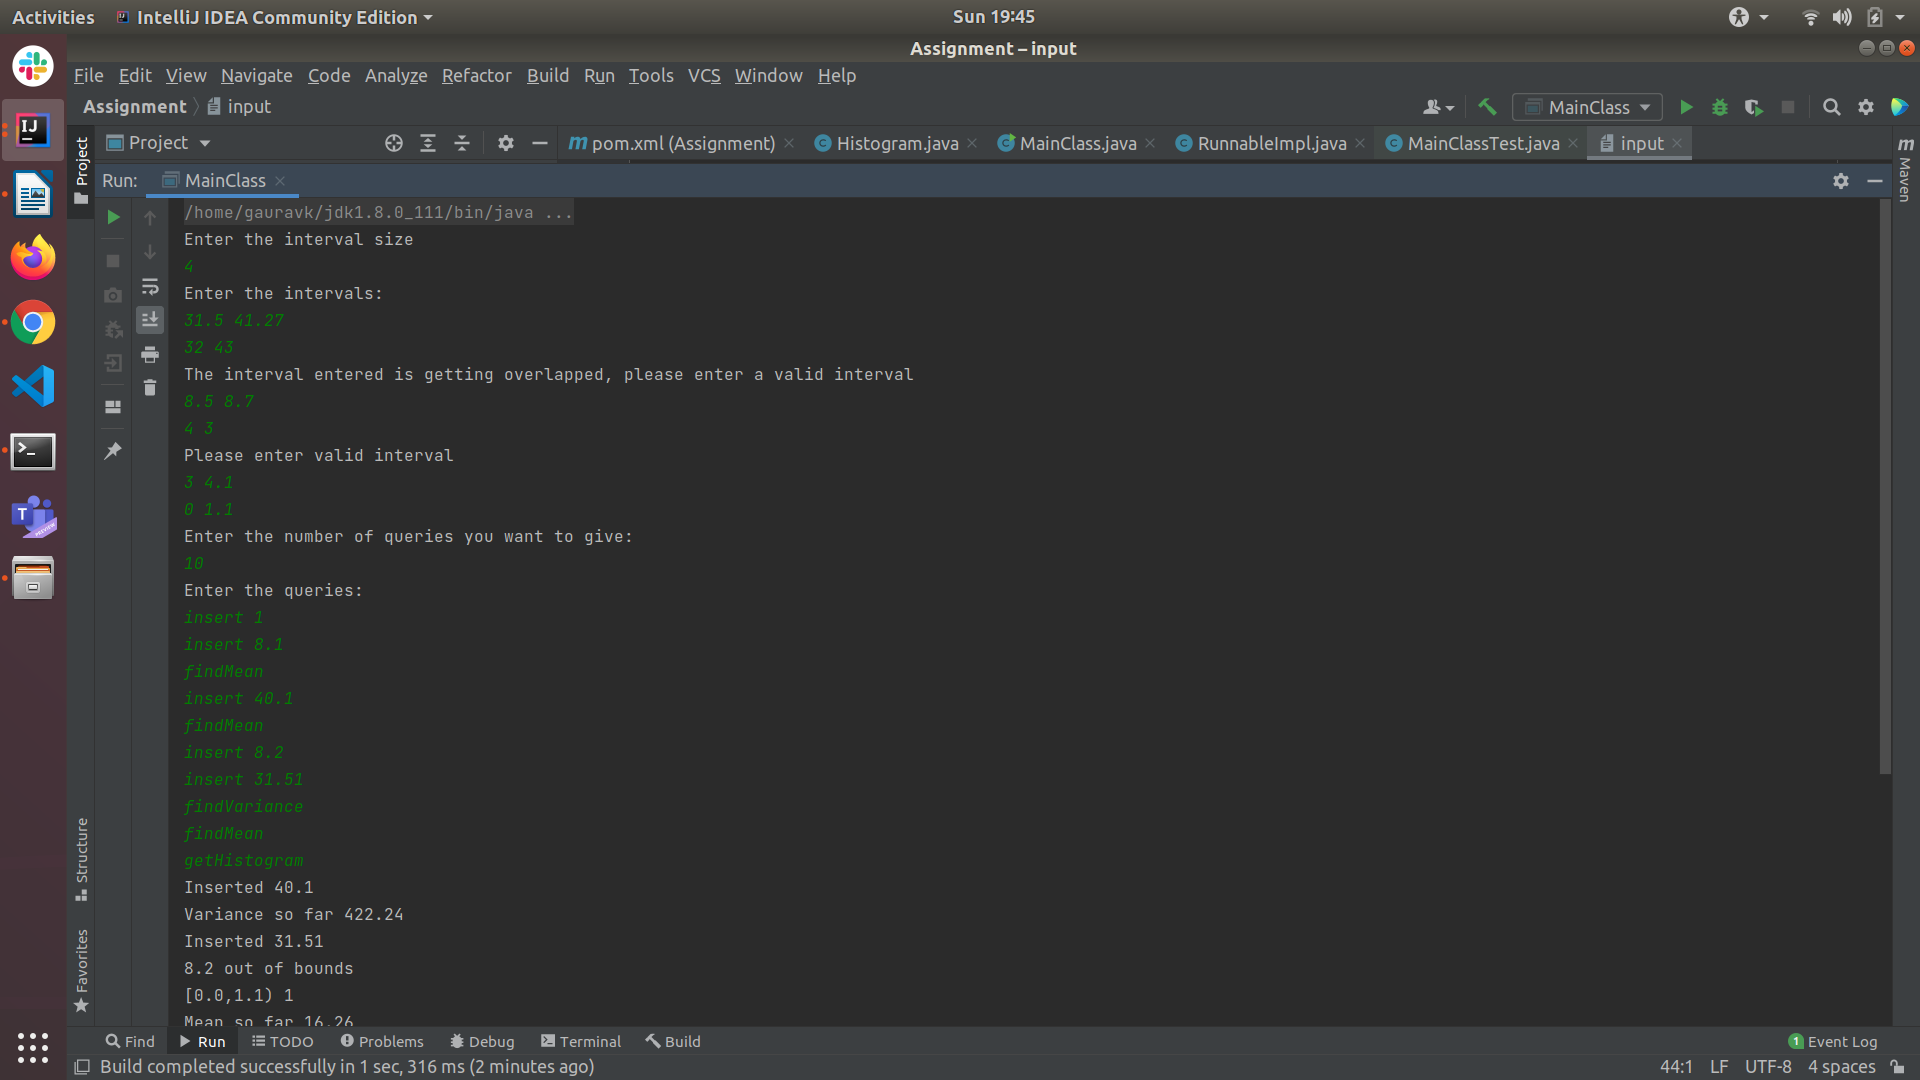 Activities IntelliJ IDEA Community Edition Sun 19:45
Assignment – input
File Edit View Navigate Code Analyze Refactor Build Run Tools VCS Window Help
Assignment input MainClass
Project pom.xml (Assignment) Histogram.java MainClass.java RunnableImpl.java MainClassTest.java input
Run: MainClass
/home/gauravk/jdk1.8.0_111/bin/java ...
Enter the interval size
4
Enter the intervals:
31.5 41.27
32 43
The interval entered is getting overlapped, please enter a valid interval
8.5 8.7
4 3
Please enter valid interval
3 4.1
0 1.1
Enter the number of queries you want to give:
10
Enter the queries:
insert 1
insert 8.1
findMean
insert 40.1
findMean
insert 8.2
insert 31.51
findVariance
findMean
getHistogram
Inserted 40.1
Variance so far 422.24
Inserted 31.51
8.2 out of bounds
[0.0,1.1) 1
Mean so far 16.26
Project
Structure
Favorites
m Maven
Find Run TODO Problems Debug Terminal Build 1 Event Log
Build completed successfully in 1 sec, 316 ms (2 minutes ago) 44:1 LF UTF-8 4 spaces